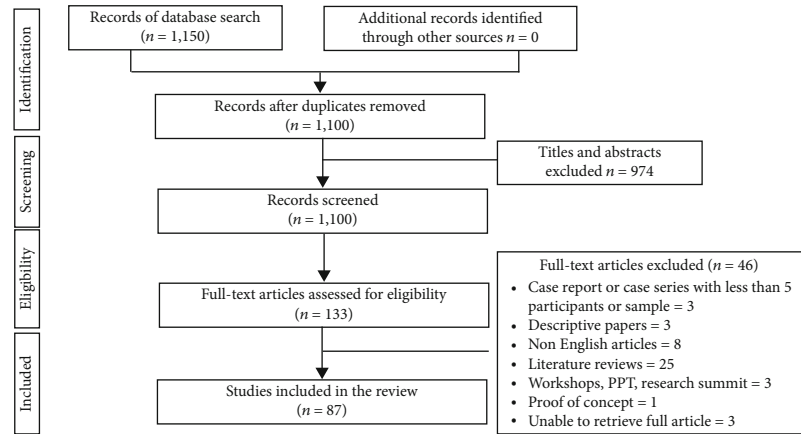 Identification
Records of database search
(n = 1,150)
Additional records identified
through other sources n = 0
Records after duplicates removed
(n = 1,100)
Screening
Titles and abstracts
excluded n = 974
Records screened
(n = 1,100)
Eligibility
Full-text articles assessed for eligibility
(n = 133)
Full-text articles excluded (n = 46)
• Case report or case series with less than 5
participants or sample = 3
• Descriptive papers = 3
• Non English articles = 8
• Literature reviews = 25
• Workshops, PPT, research summit = 3
• Proof of concept = 1
• Unable to retrieve full article = 3
Included
Studies included in the review
(n = 87)